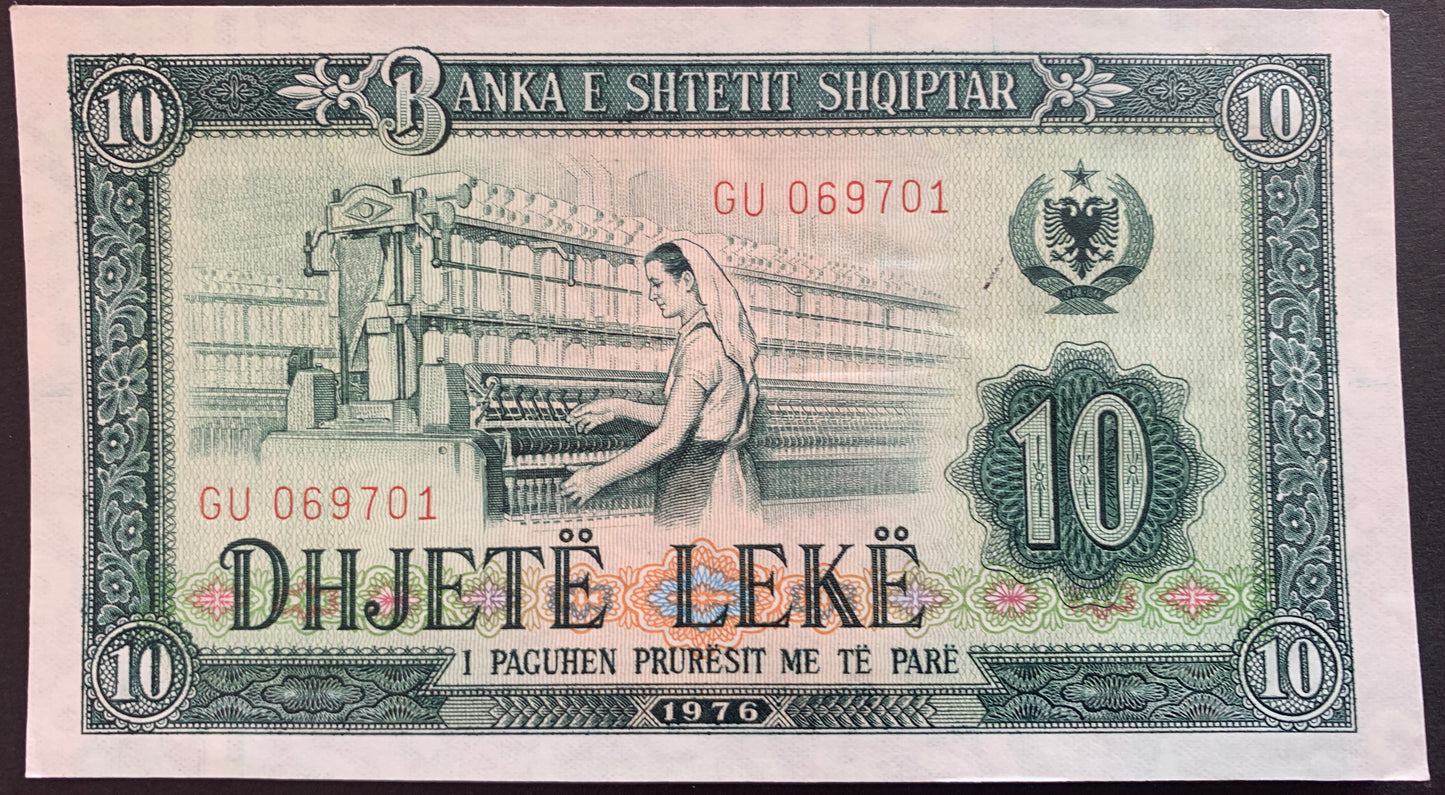 10 BANKA E SHTETIT SHQIPTAR 10
GU 069701
10
GU 069701
DHJETË LEKË
I PAGUHEN PRURËSIT ME TË PARË
10 1976 10